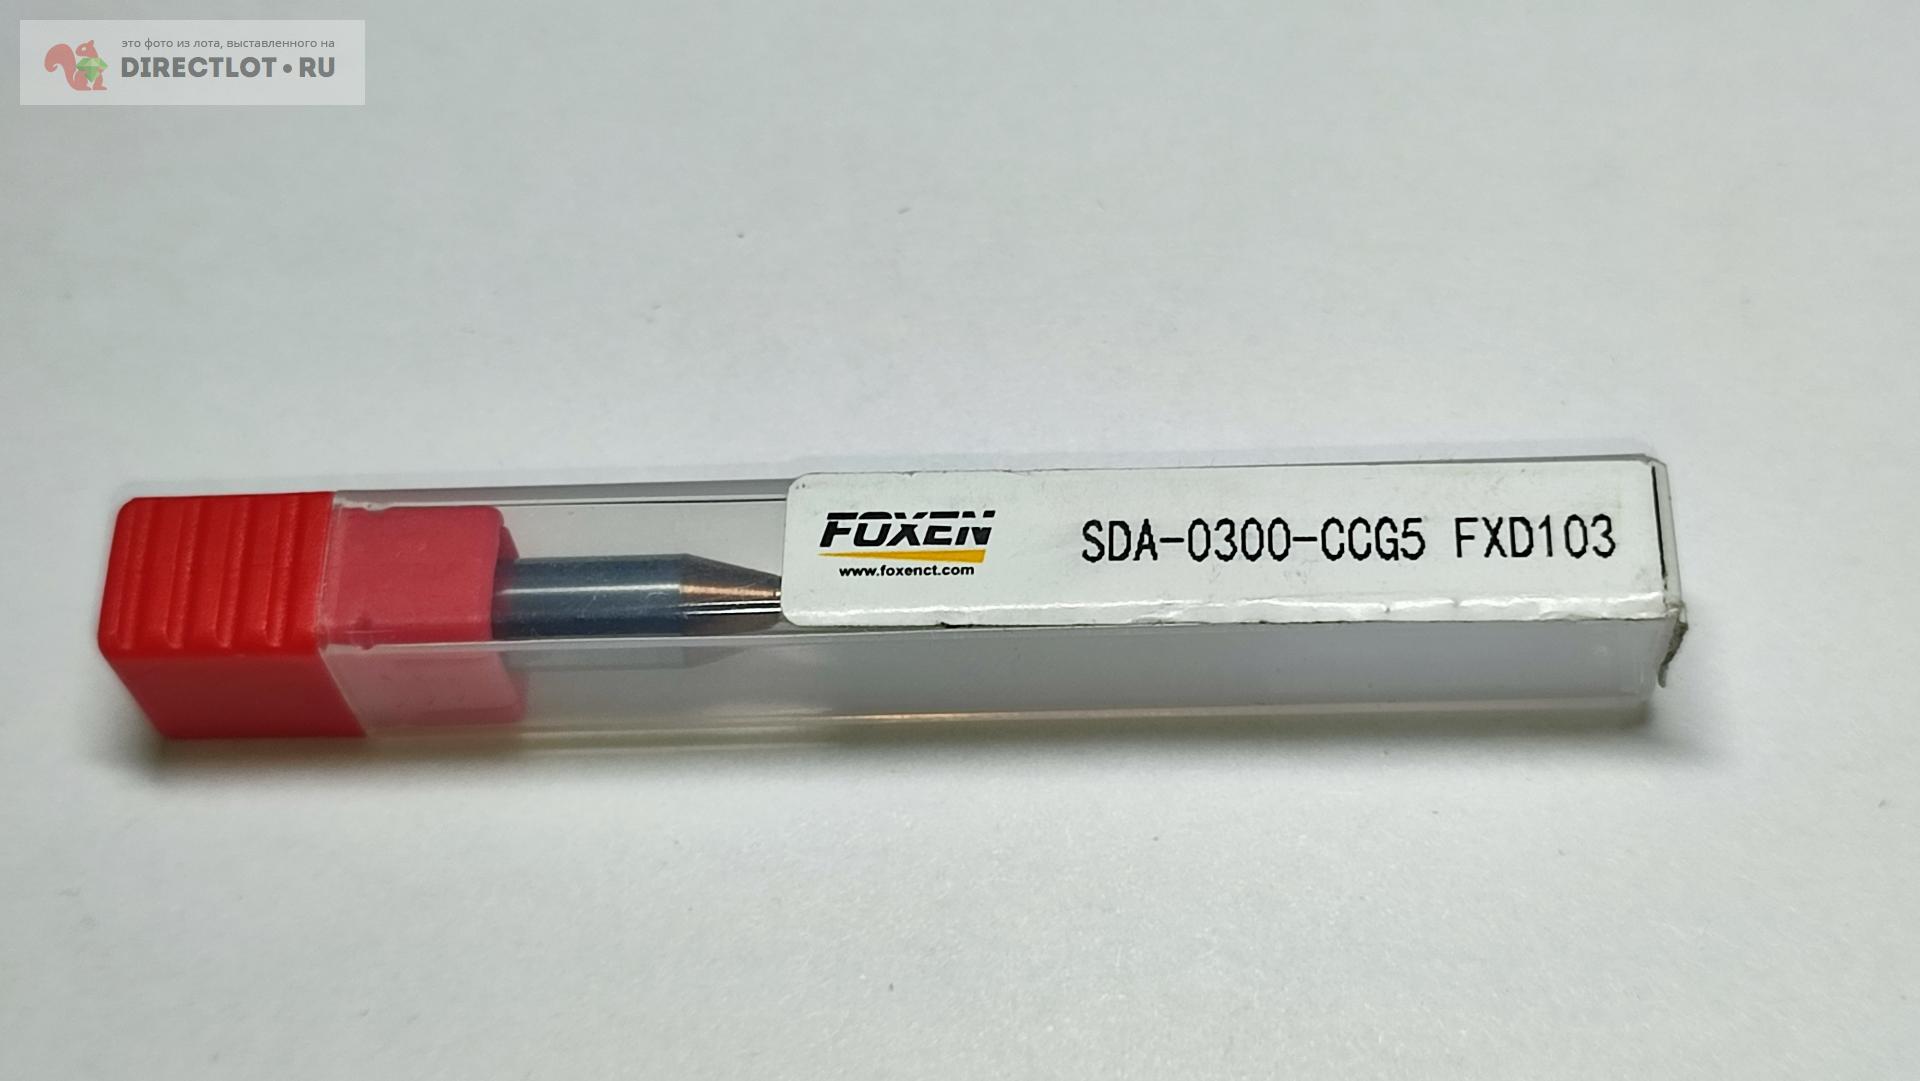 это фото из лота, выставленного на
DIRECTLOT•RU
FOXEN
www.foxenct.com
SDA-0300-CCG5 FXD103